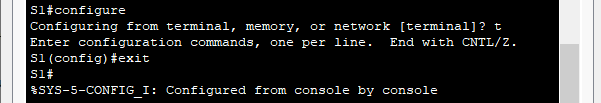 S1#configure
Configuring from terminal, memory, or network [terminal]? t
Enter configuration commands, one per line.  End with CNTL/Z.
S1(config)#exit
S1#
%SYS-5-CONFIG_I: Configured from console by console